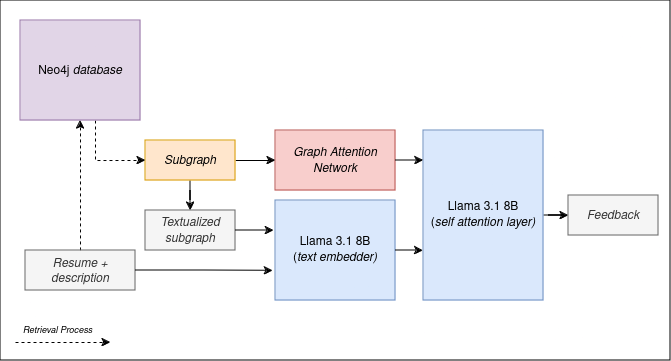 Neo4j database
Subgraph
Graph Attention
Network
Llama 3.1 8B
(self attention layer)
Feedback
Textualized
subgraph
Llama 3.1 8B
(text embedder)
Resume +
description
Retrieval Process